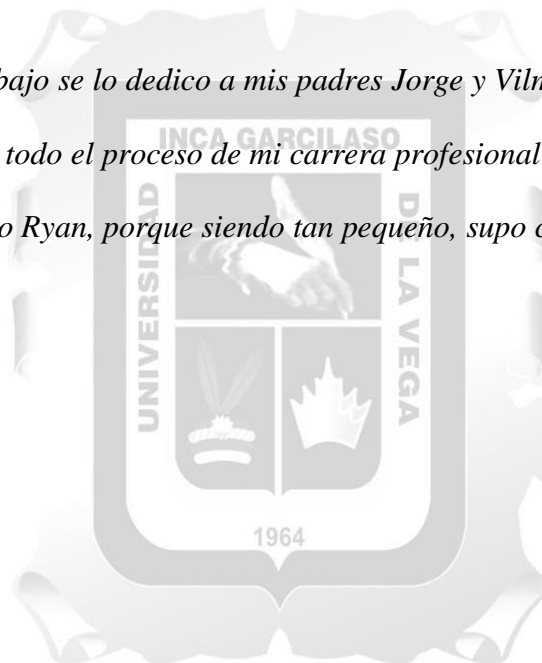 bajo se lo dedico a mis padres Jorge y
todo el proceso de mi carrera profesional
Ryan, porque siendo tan pequeño, supo
INCA GARCILASO
UNIVERSIDAD
DE LA VEGA
1964